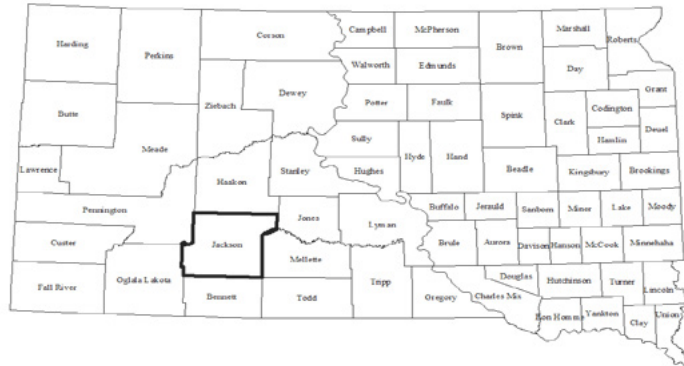 Harding
Perkins
Corson
Campbell
McPherson
Brown
Marshall
Roberts
Walworth
Edmunds
Day
Dewey
Ziebach
Potter
Faulk
Grant
Codington
Butte
Spink
Clark
Deuel
Hamlin
Sully
Meade
Hyde
Hand
Lawrence
Stanley
Hughes
Beadle
Kingsbury
Brookings
Haakon
Pennington
Jones
Lyman
Buffalo
Jerauld
Sanborn
Miner
Lake
Moody
Custer
Jackson
Brule
Aurora
Davison
Hanson
McCook
Minnehaha
Mellette
Fall River
Oglala Lakota
Tripp
Douglas
Hutchinson
Turner
Lincoln
Bennett
Todd
Gregory
Charles Mix
Bon Homme
Yankton
Clay
Union